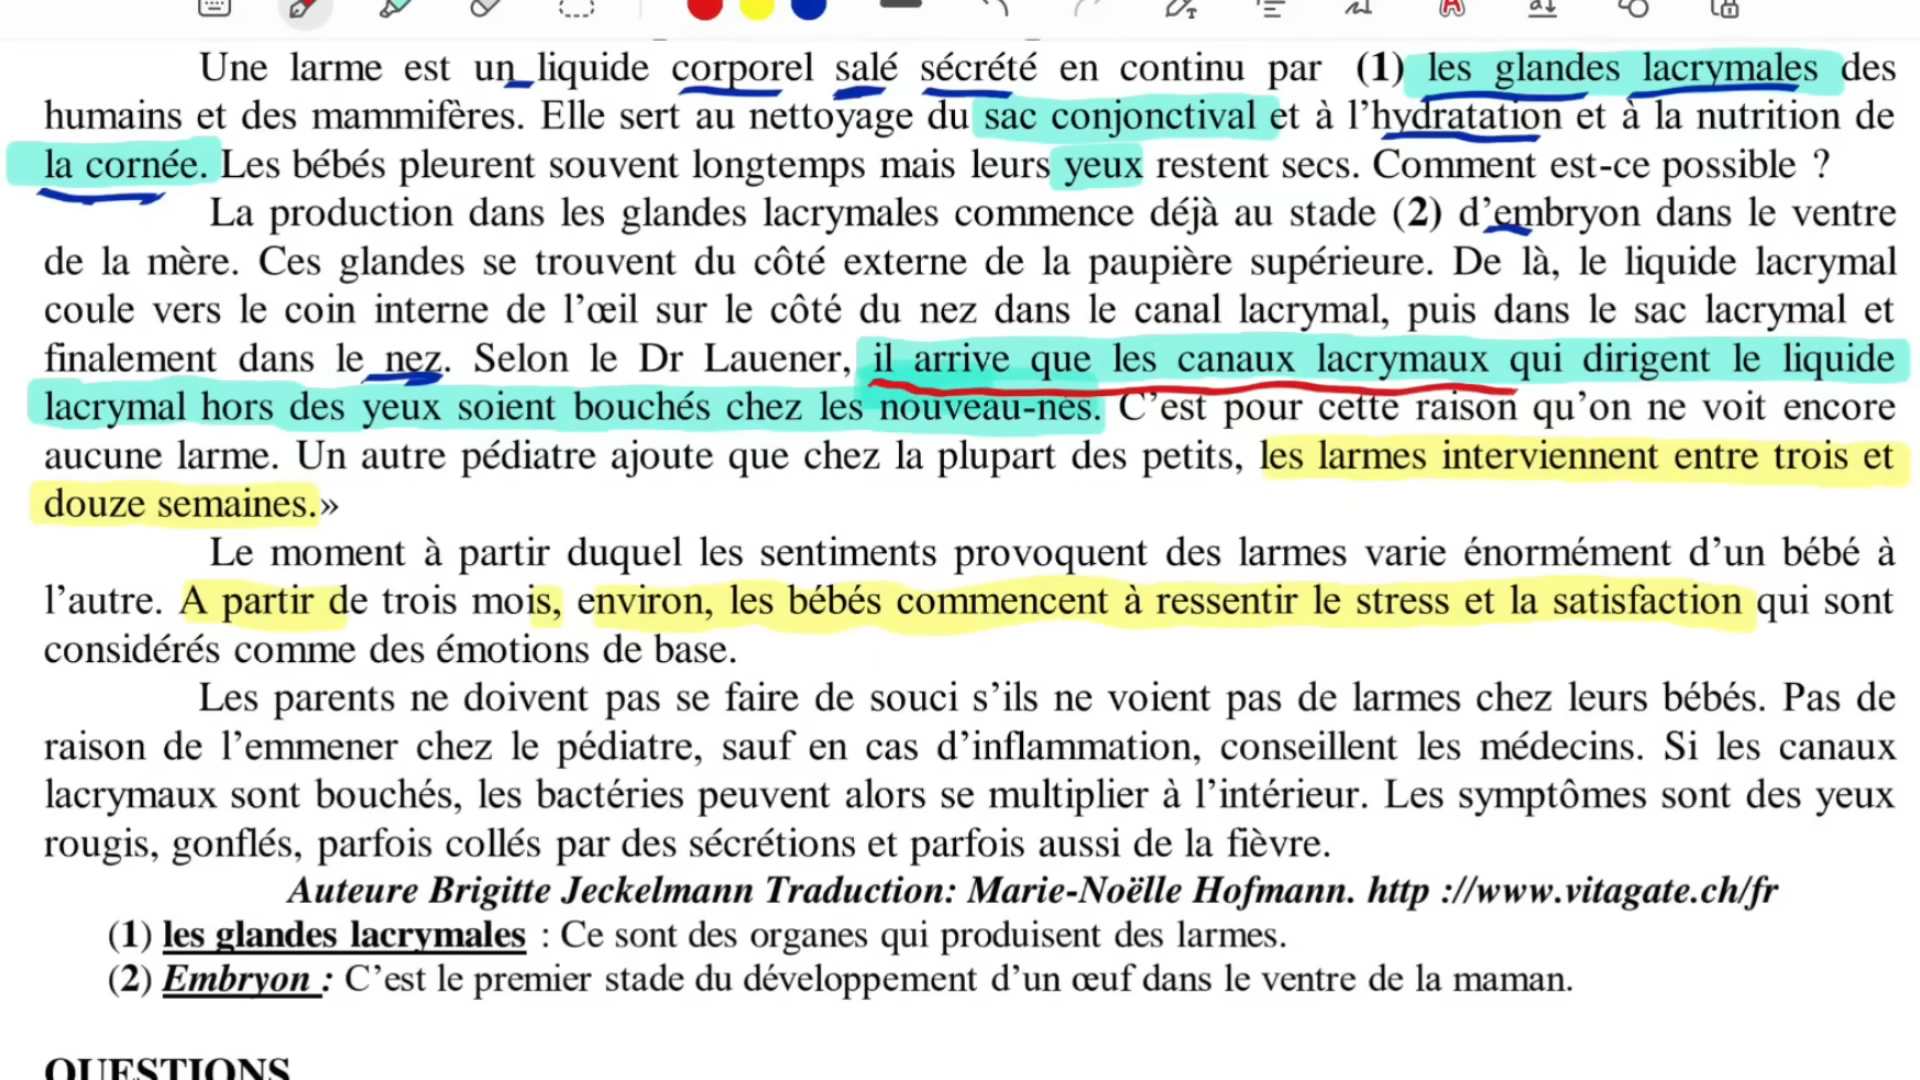 Une larme est un liquide corporel salé sécrété en continu par (1) les glandes lacrymales des
humains et des mammifères. Elle sert au nettoyage du sac conjonctival et à l’hydratation et à la nutrition de
la cornée. Les bébés pleurent souvent longtemps mais leurs yeux restent secs. Comment est-ce possible ?
La production dans les glandes lacrymales commence déjà au stade (2) d’embryon dans le ventre
de la mère. Ces glandes se trouvent du côté externe de la paupière supérieure. De là, le liquide lacrymal
coule vers le coin interne de l’œil sur le côté du nez dans le canal lacrymal, puis dans le sac lacrymal et
finalement dans le nez. Selon le Dr Lauener, il arrive que les canaux lacrymaux qui dirigent le liquide
lacrymal hors des yeux soient bouchés chez les nouveau-nés. C’est pour cette raison qu’on ne voit encore
aucune larme. Un autre pédiatre ajoute que chez la plupart des petits, les larmes interviennent entre trois et
douze semaines.»
Le moment à partir duquel les sentiments provoquent des larmes varie énormément d’un bébé à
l’autre. A partir de trois mois, environ, les bébés commencent à ressentir le stress et la satisfaction qui sont
considérés comme des émotions de base.
Les parents ne doivent pas se faire de souci s’ils ne voient pas de larmes chez leurs bébés. Pas de
raison de l’emmener chez le pédiatre, sauf en cas d’inflammation, conseillent les médecins. Si les canaux
lacrymaux sont bouchés, les bactéries peuvent alors se multiplier à l’intérieur. Les symptômes sont des yeux
rougis, gonflés, parfois collés par des sécrétions et parfois aussi de la fièvre.
Auteure Brigitte Jeckelmann Traduction: Marie-Noëlle Hofmann. http ://www.vitagate.ch/fr
(1) les glandes lacrymales : Ce sont des organes qui produisent des larmes.
(2) Embryon : C’est le premier stade du développement d’un œuf dans le ventre de la maman.
QUESTIONS